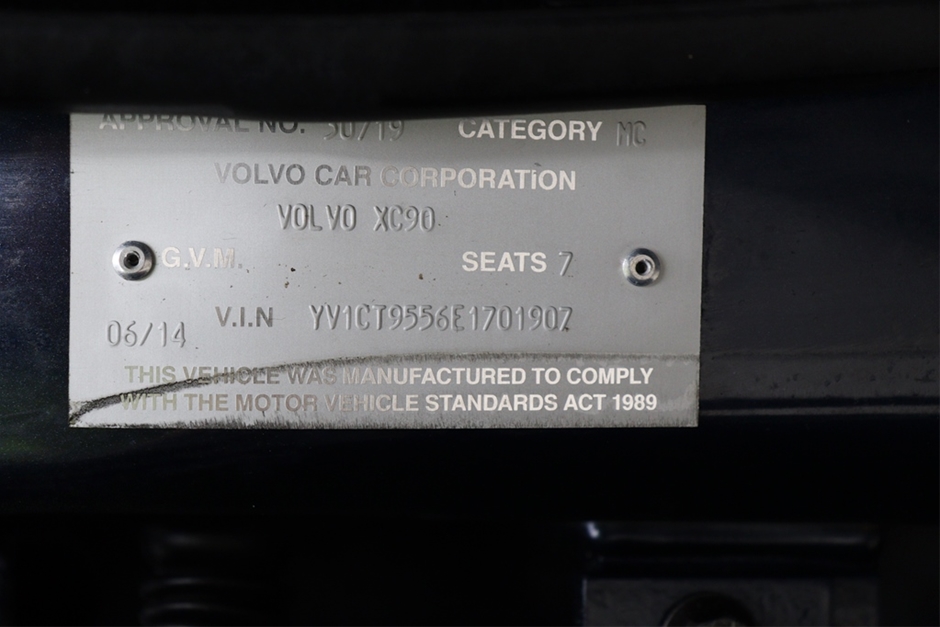 APPROVAL NO. 30719 CATEGORY MC
VOLVO CAR CORPORATION
VOLVO XC90
G.V.M. SEATS 7
06/14 V.I.N YV1CT9556E1701907
THIS VEHICLE WAS MANUFACTURED TO COMPLY
WITH THE MOTOR VEHICLE STANDARDS ACT 1989